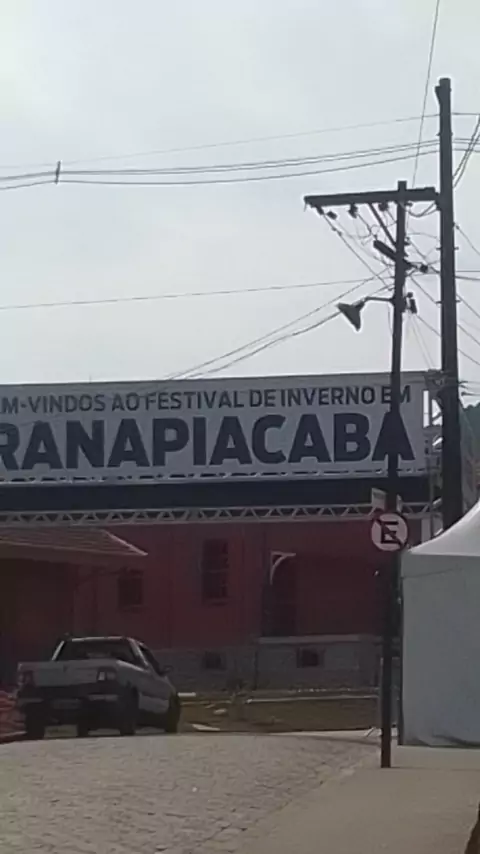 M-VINDOS AO FESTIVAL DE INVERNO EM
RANAPIACABA
E